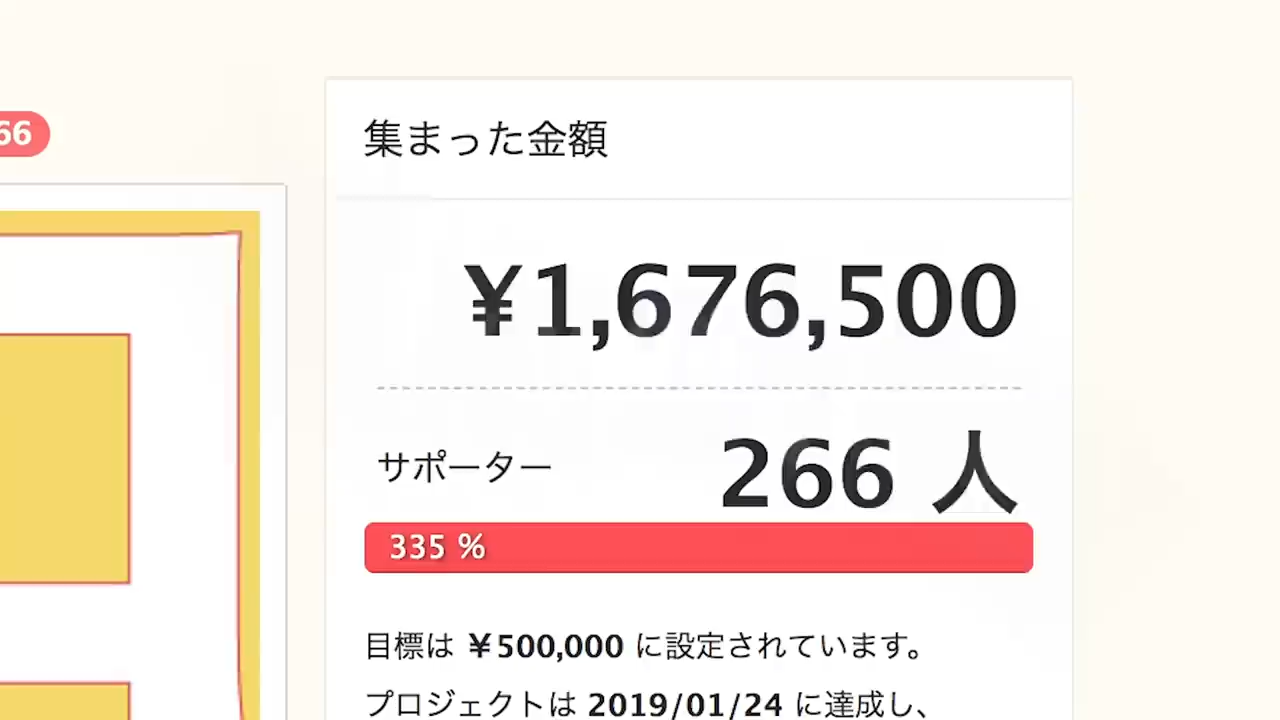 66
集まった金額
¥1,676,500
サポーター 266 人
335 %
目標は ¥500,000 に設定されています。
プロジェクトは 2019/01/24 に達成し、